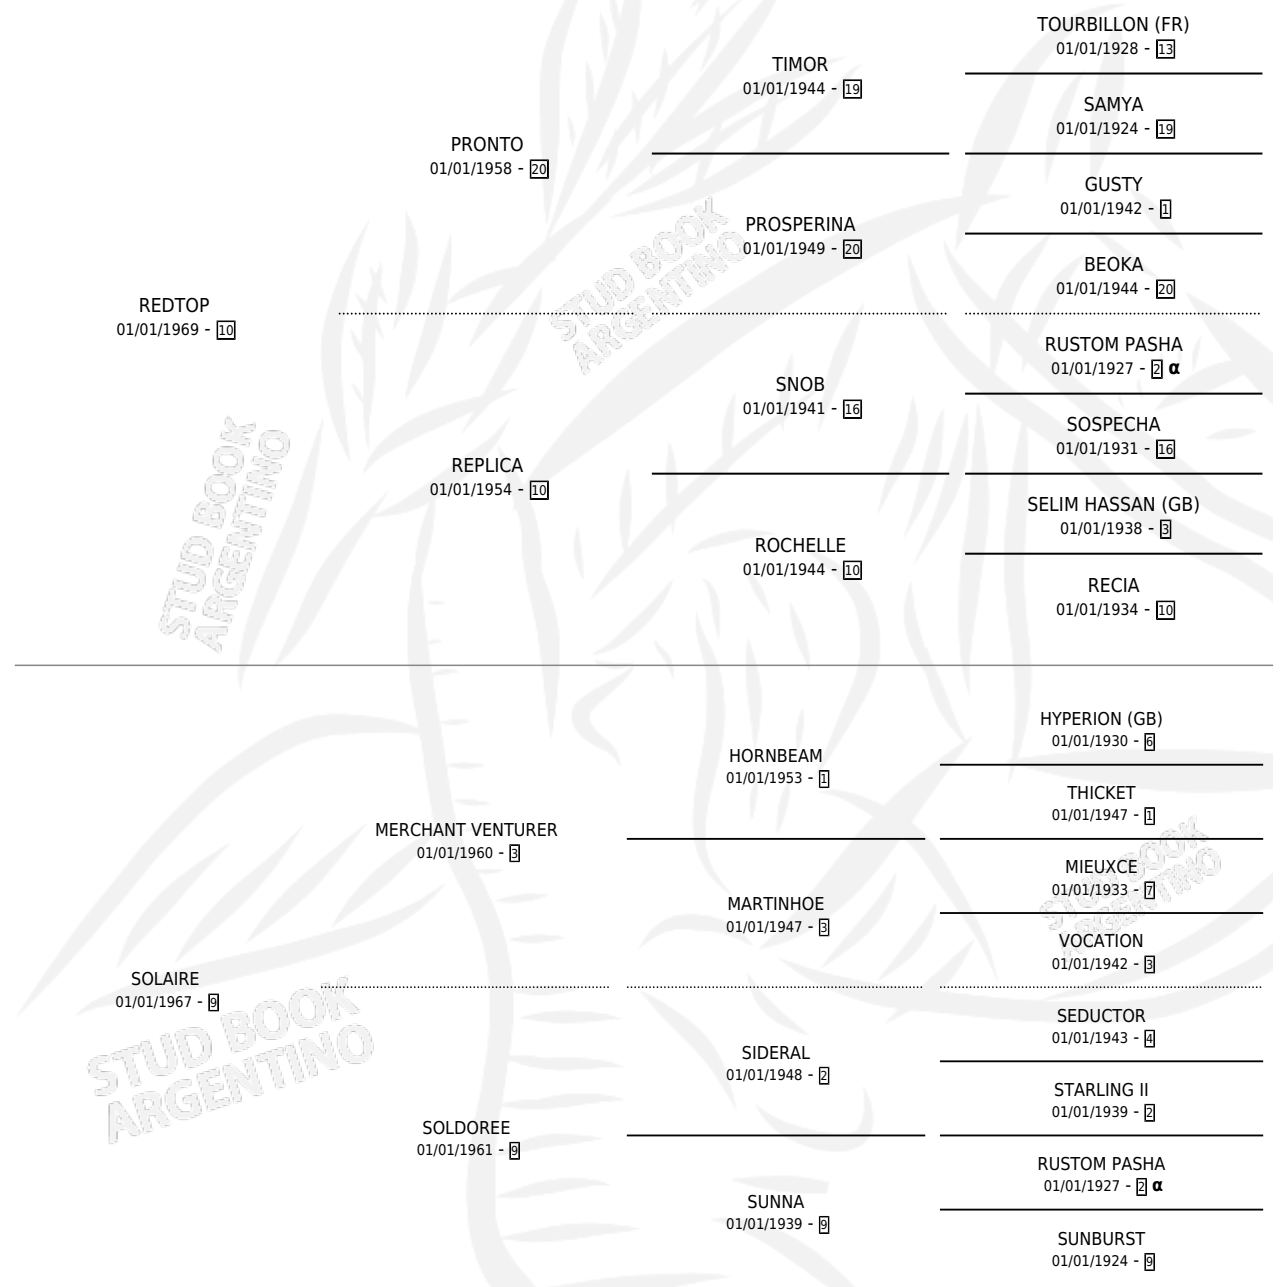 TOURBILLON (FR)
01/01/1928 - 13
TIMOR
01/01/1944 - 19
SAMYA
01/01/1924 - 19
PRONTO
01/01/1958 - 20
GUSTY
01/01/1942 - 1
PROSPERINA
01/01/1949 - 20
BEOKA
01/01/1944 - 20
REDTOP
01/01/1969 - 10
RUSTOM PASHA
01/01/1927 - 2 α
SNOB
01/01/1941 - 16
SOSPECHA
01/01/1931 - 16
REPLICA
01/01/1954 - 10
SELIM HASSAN (GB)
01/01/1938 - 3
ROCHELLE
01/01/1944 - 10
RECIA
01/01/1934 - 10
STUD BOOK
ARGENTINO
STUD BOOK
ARGENTINO
HYPERION (GB)
01/01/1930 - 6
HORNBEAM
01/01/1953 - 1
THICKET
01/01/1947 - 1
MERCHANT VENTURER
01/01/1960 - 3
MIEUXCE
01/01/1933 - 7
MARTINHOE
01/01/1947 - 3
VOCATION
01/01/1942 - 3
SOLAIRE
01/01/1967 - 9
SEDUCTOR
01/01/1943 - 4
SIDERAL
01/01/1948 - 2
STARLING II
01/01/1939 - 2
SOLDOREE
01/01/1961 - 9
RUSTOM PASHA
01/01/1927 - 2 α
SUNNA
01/01/1939 - 9
SUNBURST
01/01/1924 - 9
STUD BOOK
ARGENTINO
STUD BOOK
ARGENTINO